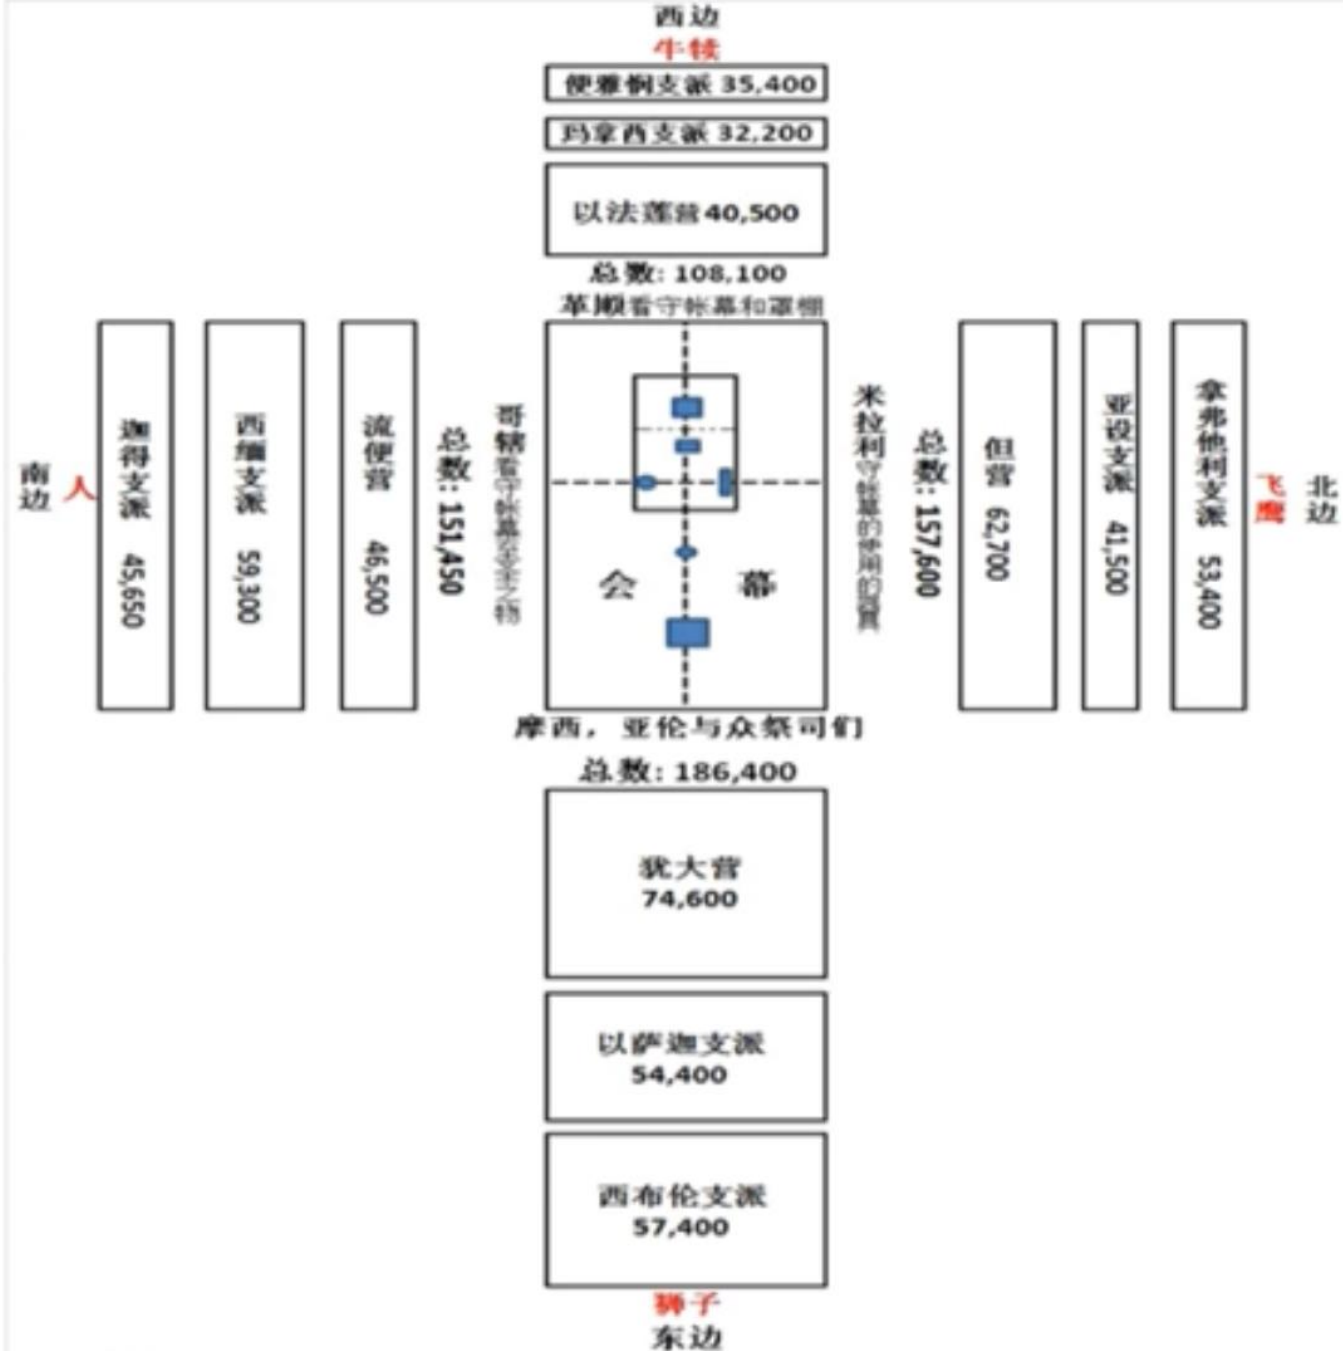 西边
牛犊
便雅悯支派 35,400
玛拿西支派 32,200
以法莲营 40,500
总数: 108,100
革顺看守帐幕和罩棚
南边
人
迦得支派 45,650
西缅支派 59,300
流便营 46,500
总数: 151,450
哥辖看守帐幕至圣之物
会幕
米拉利守帐幕的使用的器具
总数: 157,600
但营 62,700
亚设支派 41,500
拿弗他利支派 53,400
飞鹰
北边
摩西，亚伦与众祭司们
总数: 186,400
犹大营
74,600
以萨迦支派
54,400
西布伦支派
57,400
狮子
东边